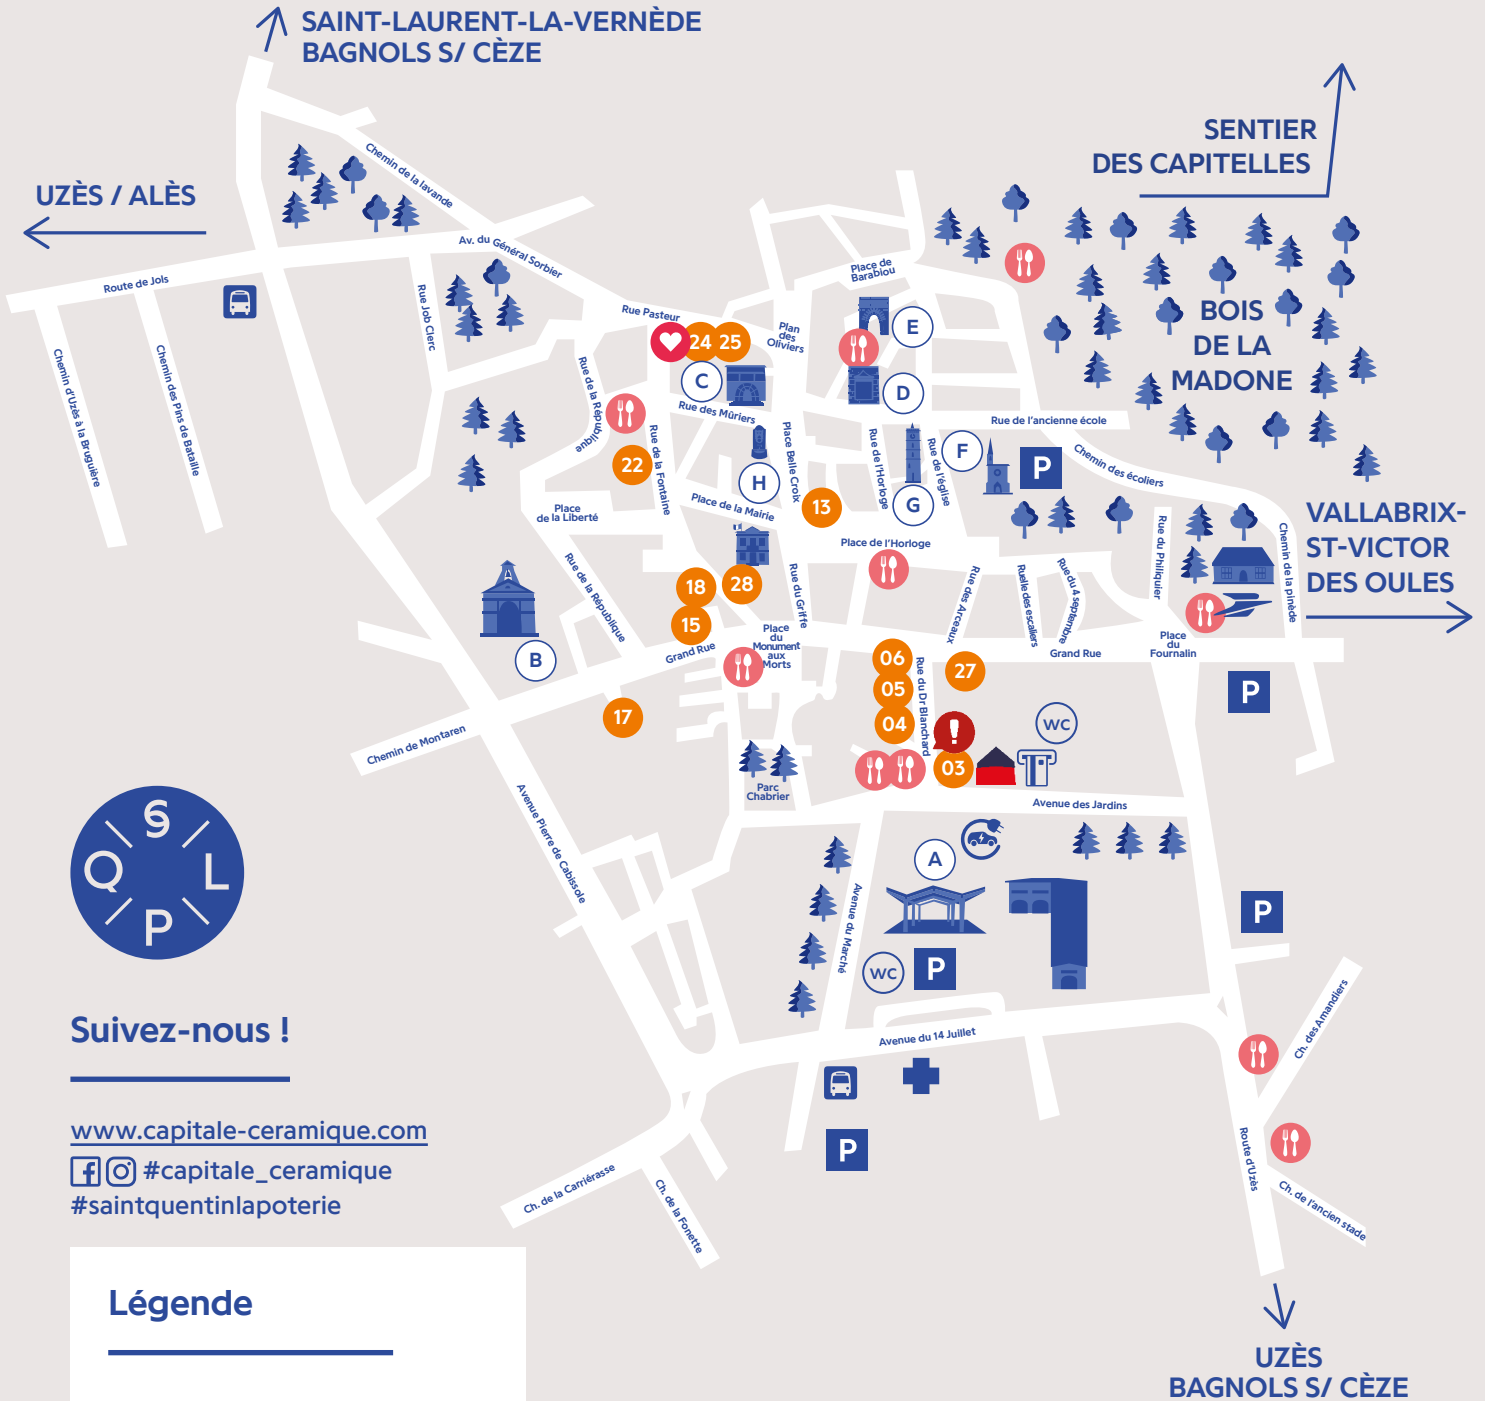 SAINT-LAURENT-LA-VERNÈDE
BAGNOLS S/ CÈZE
SENTIER
DES CAPITELLES
UZÈS / ALÈS
Chemin de la lavande
Av. du Général Sorbier
Route de Jols
Rue Job Clerc
Chemin d'Uzès à la Bruguière
Chemin des Pins de Bataille
Rue Pasteur
Place de
Barabiou
Plan
des
Oliviers
BOIS
DE LA
MADONE
24
25
E
C
D
Rue de la République
Rue des Mûriers
Rue de la Fontaine
Place Belle Croix
Rue de l'Horloge
Rue de l'église
Rue de l'ancienne école
F
P
Chemin des écoliers
22
H
G
13
Place
de la Liberté
Place de la Mairie
Place de l'Horloge
Rue du Philiquier
Chemin de la pinède
VALLABRIX-
ST-VICTOR
DES OULES
Rue de la République
18
28
15
Rue du Griffe
Rue des Arceaux
Ruelle des escaliers
Rue du 4 septembre
B
Grand Rue
Place
du
Monument
aux
Morts
06
05
04
27
Grand Rue
Place
du
Fournalin
P
17
Rue du Dr Blanchard
WC
03
Chemin de Montaren
Parc
Chabrier
Avenue des Jardins
Avenue Pierre de Cabissole
S
Q
L
P
A
Avenue du Marché
P
WC
P
Suivez-nous !
Avenue du 14 Juillet
Ch. des Amandiers
P
www.capitale-ceramique.com
#capitale_ceramique
#saintquentinlapoterie
Ch. de la Carriérasse
Ch. de la Fonette
Route d'Uzès
Ch. de l'ancien stade
Légende
UZÈS
BAGNOLS S/ CÈZE